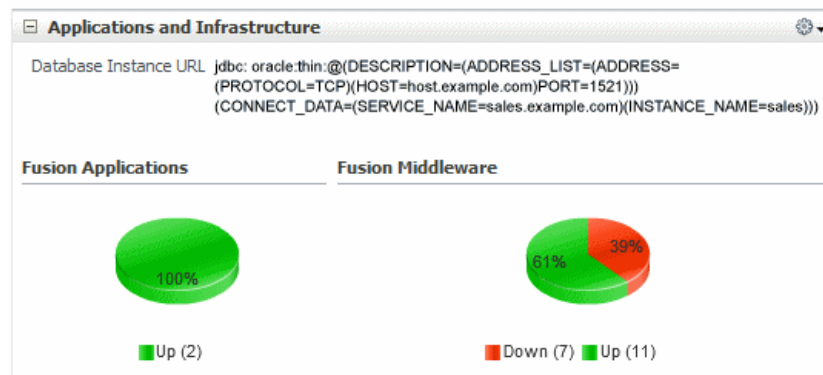 Applications and Infrastructure
Database Instance URL jdbc: oracle:thin:@(DESCRIPTION=(ADDRESS_LIST=(ADDRESS=
(PROTOCOL=TCP)(HOST=host.example.com)PORT=1521)))
(CONNECT_DATA=(SERVICE_NAME=sales.example.com)(INSTANCE_NAME=sales)))
Fusion Applications Fusion Middleware
100%
61% 39%
Up (2)
Down (7) Up (11)